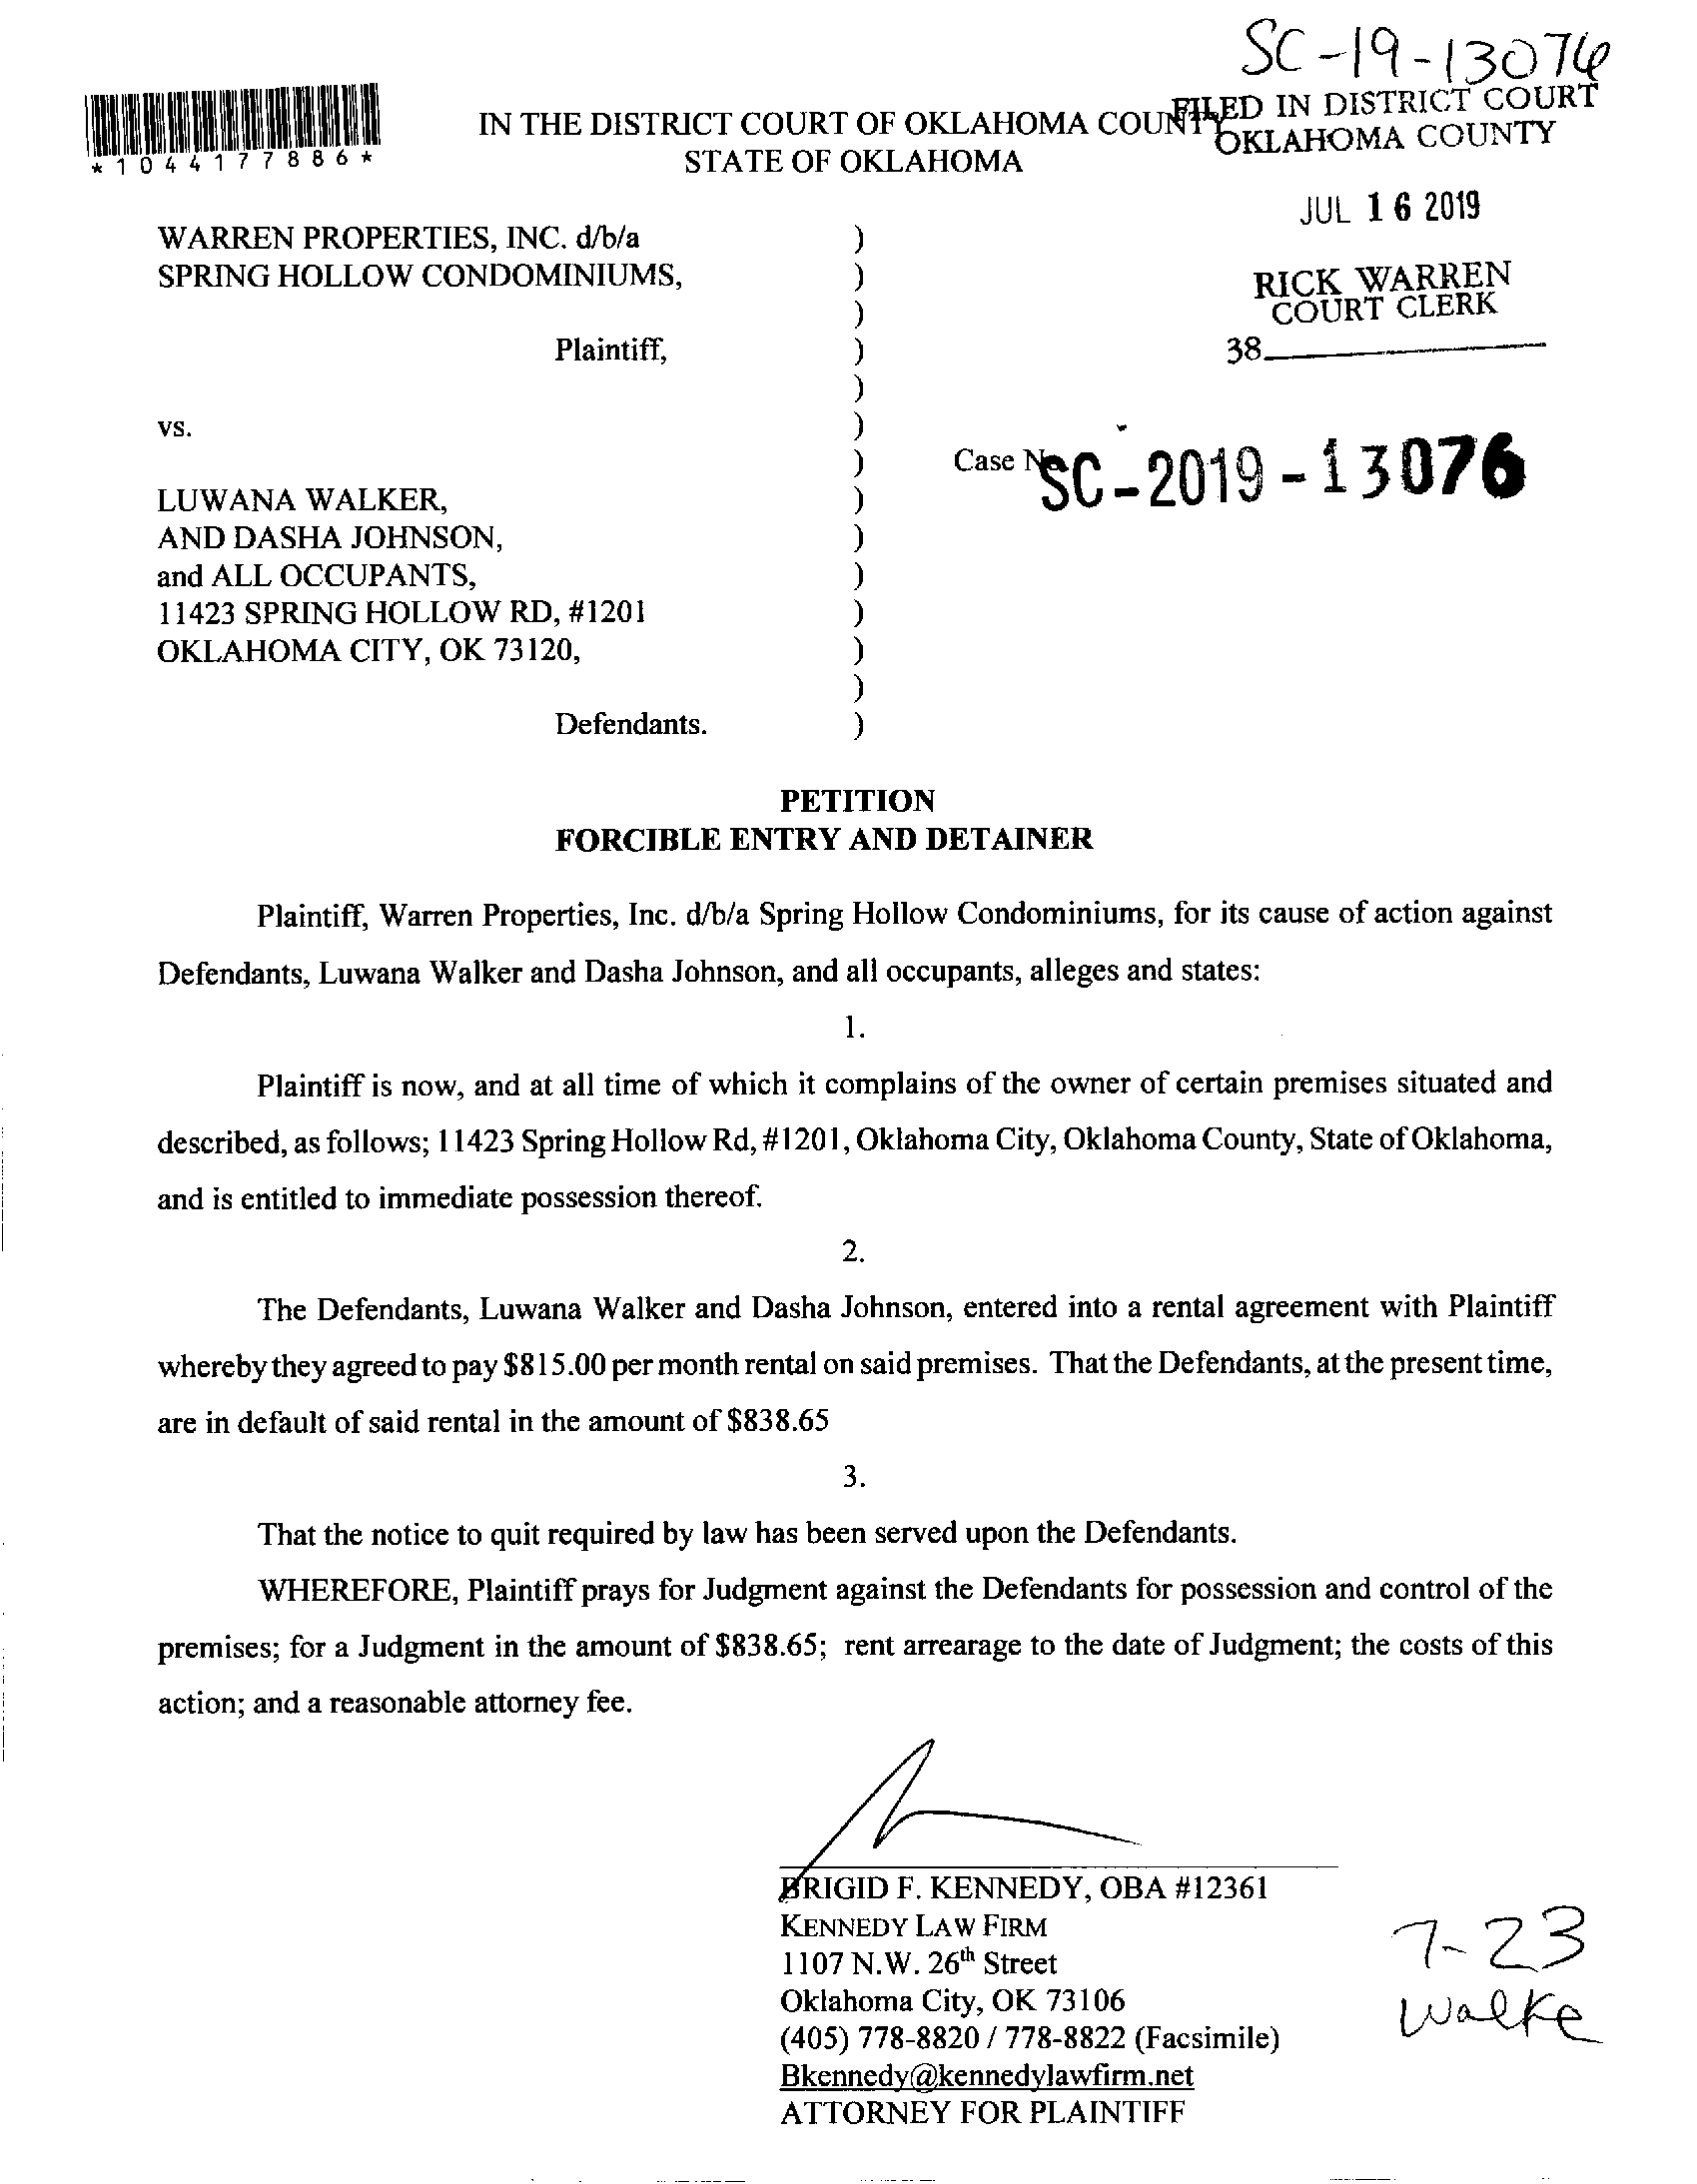 SC-19-13076
*1044177886*
IN THE DISTRICT COURT OF OKLAHOMA COUNTY
STATE OF OKLAHOMA
FILED IN DISTRICT COURT
OKLAHOMA COUNTY
JUL 16 2019
RICK WARREN
COURT CLERK
38
WARREN PROPERTIES, INC. d/b/a )
SPRING HOLLOW CONDOMINIUMS, )
)
Plaintiff, )
)
vs. )
) Case No. SC-2019-13076
LUWANA WALKER, )
AND DASHA JOHNSON, )
and ALL OCCUPANTS, )
11423 SPRING HOLLOW RD, #1201 )
OKLAHOMA CITY, OK 73120, )
)
Defendants. )
PETITION
FORCIBLE ENTRY AND DETAINER
Plaintiff, Warren Properties, Inc. d/b/a Spring Hollow Condominiums, for its cause of action against
Defendants, Luwana Walker and Dasha Johnson, and all occupants, alleges and states:
1.
Plaintiff is now, and at all time of which it complains of the owner of certain premises situated and
described, as follows; 11423 Spring Hollow Rd, #1201, Oklahoma City, Oklahoma County, State of Oklahoma,
and is entitled to immediate possession thereof.
2.
The Defendants, Luwana Walker and Dasha Johnson, entered into a rental agreement with Plaintiff
whereby they agreed to pay $815.00 per month rental on said premises. That the Defendants, at the present time,
are in default of said rental in the amount of $838.65
3.
That the notice to quit required by law has been served upon the Defendants.
WHEREFORE, Plaintiff prays for Judgment against the Defendants for possession and control of the
premises; for a Judgment in the amount of $838.65; rent arrearage to the date of Judgment; the costs of this
action; and a reasonable attorney fee.
BRIGID F. KENNEDY, OBA #12361
KENNEDY LAW FIRM
1107 N.W. 26th Street
Oklahoma City, OK 73106
(405) 778-8820 / 778-8822 (Facsimile)
Bkennedy@kennedylawfirm.net
ATTORNEY FOR PLAINTIFF
7-23
Walke